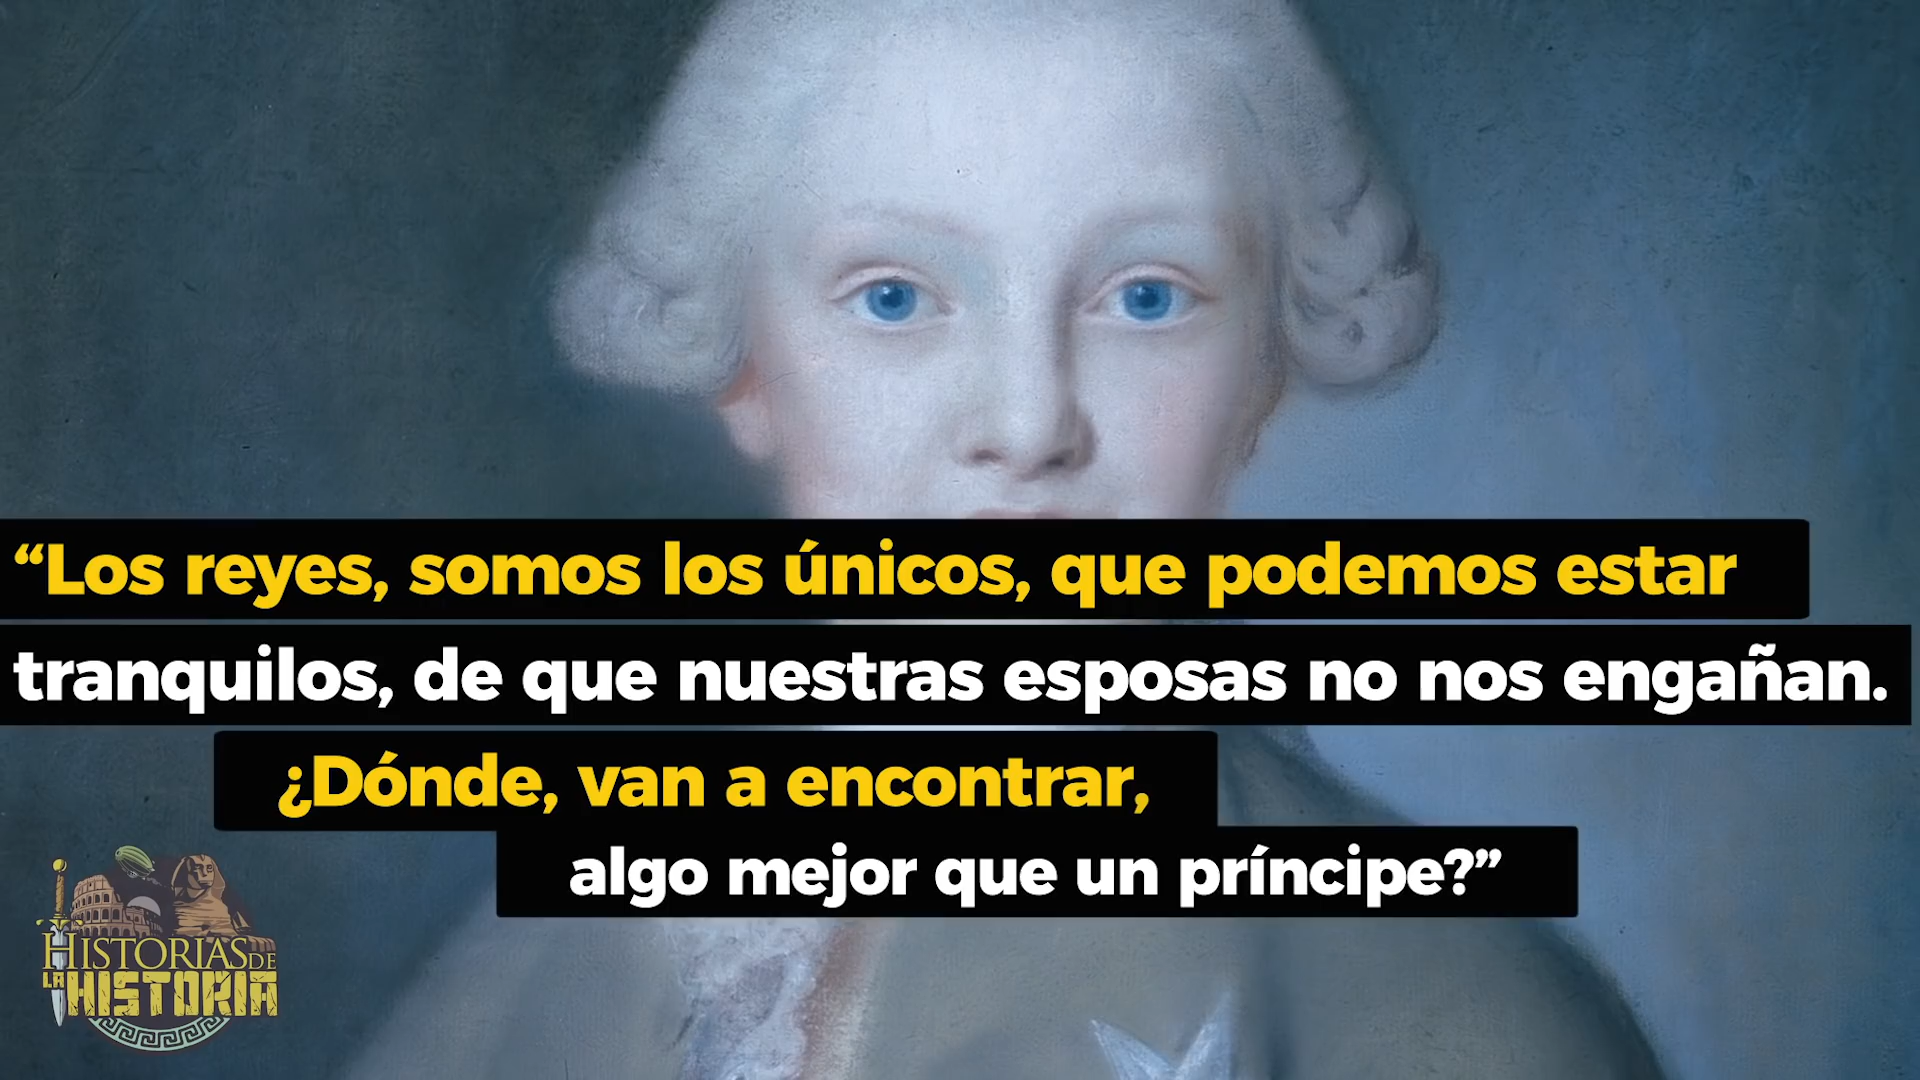 “Los reyes, somos los únicos, que podemos estar
tranquilos, de que nuestras esposas no nos engañan.
¿Dónde, van a encontrar,
algo mejor que un príncipe?”
HISTORIAS DE
LA HISTORIA